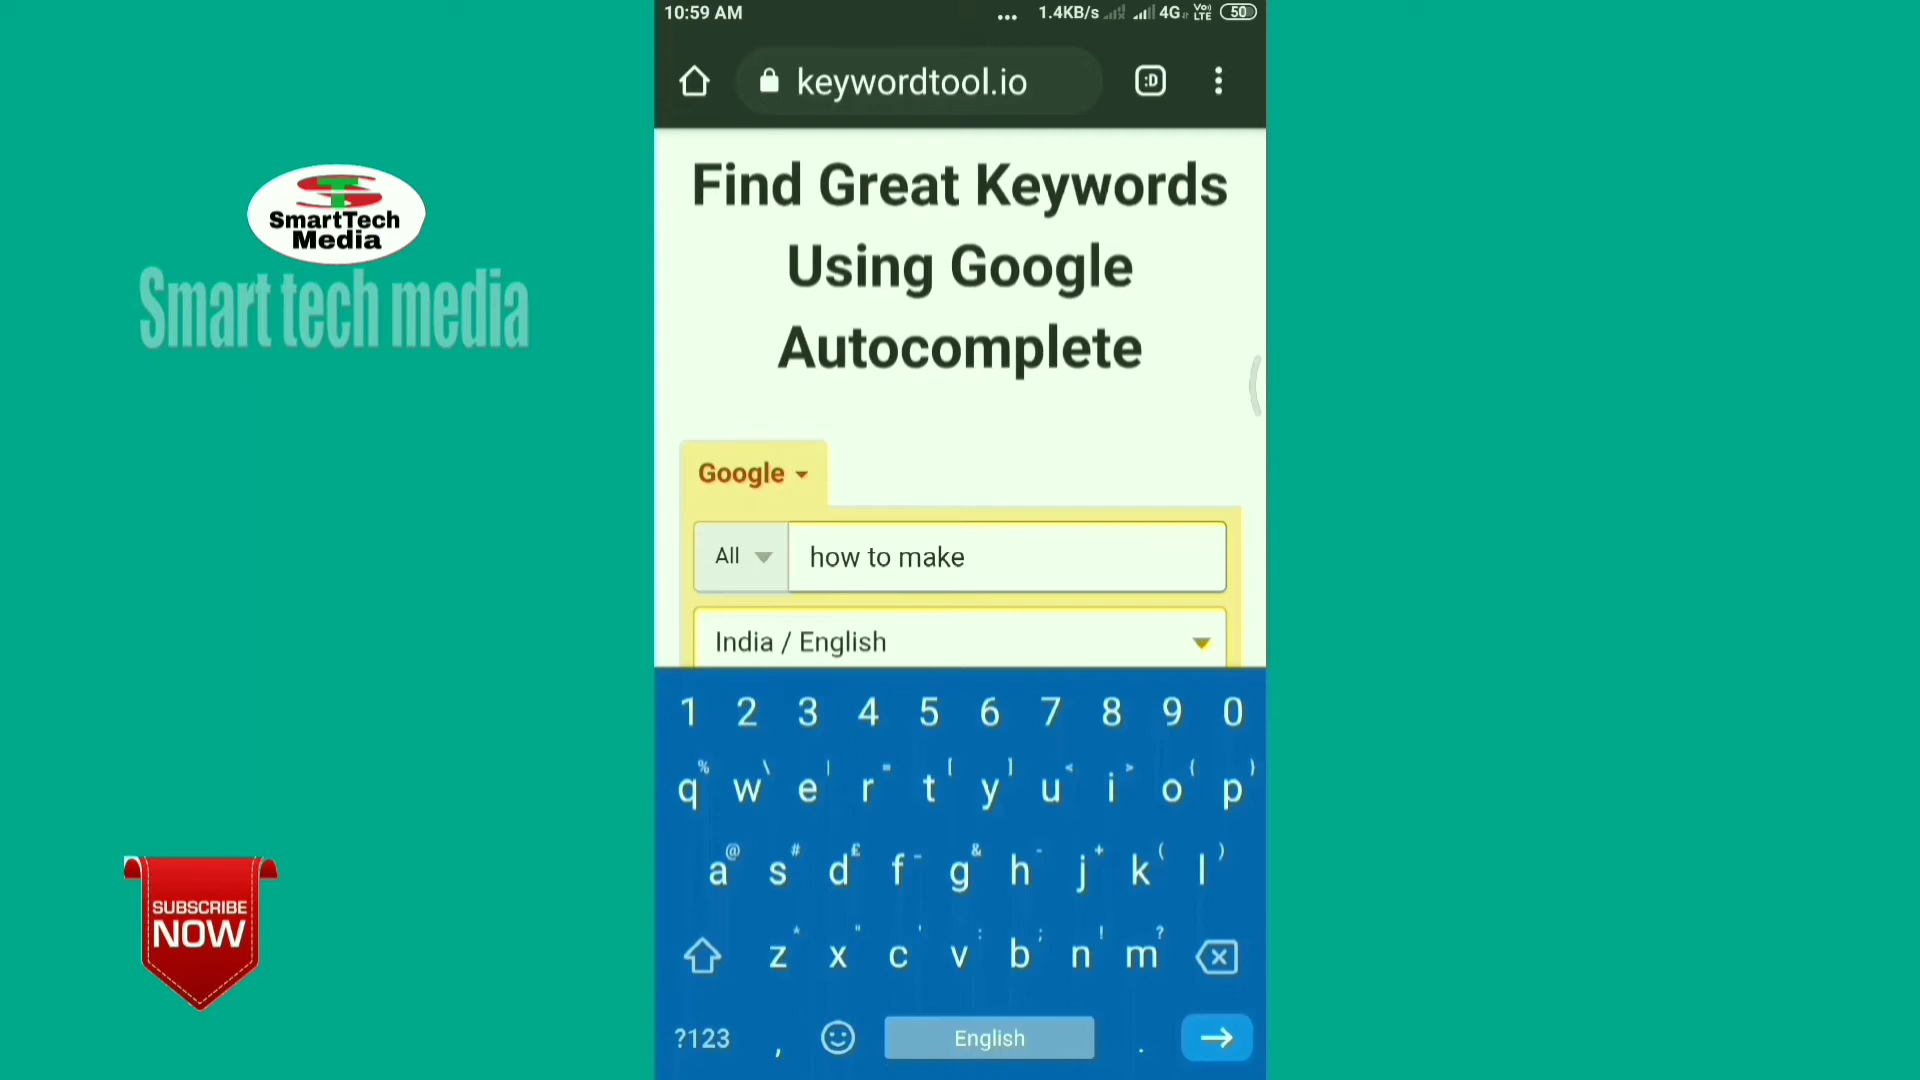 10:59 AM
... 1.4KB/s 4G Vo) LTE 50
keywordtool.io
:D
Find Great Keywords
Using Google
Autocomplete
Google
All
how to make
India / English
SmartTech
Media
Smart tech media
SUBSCRIBE
NOW
1 2 3 4 5 6 7 8 9 0
% \ | = [ ] < > { }
q w e r t y u i o p
@ # £ _ & - + ( )
a s d f g h j k l
* " ' : ; ! ?
z x c v b n m
?123 , English .